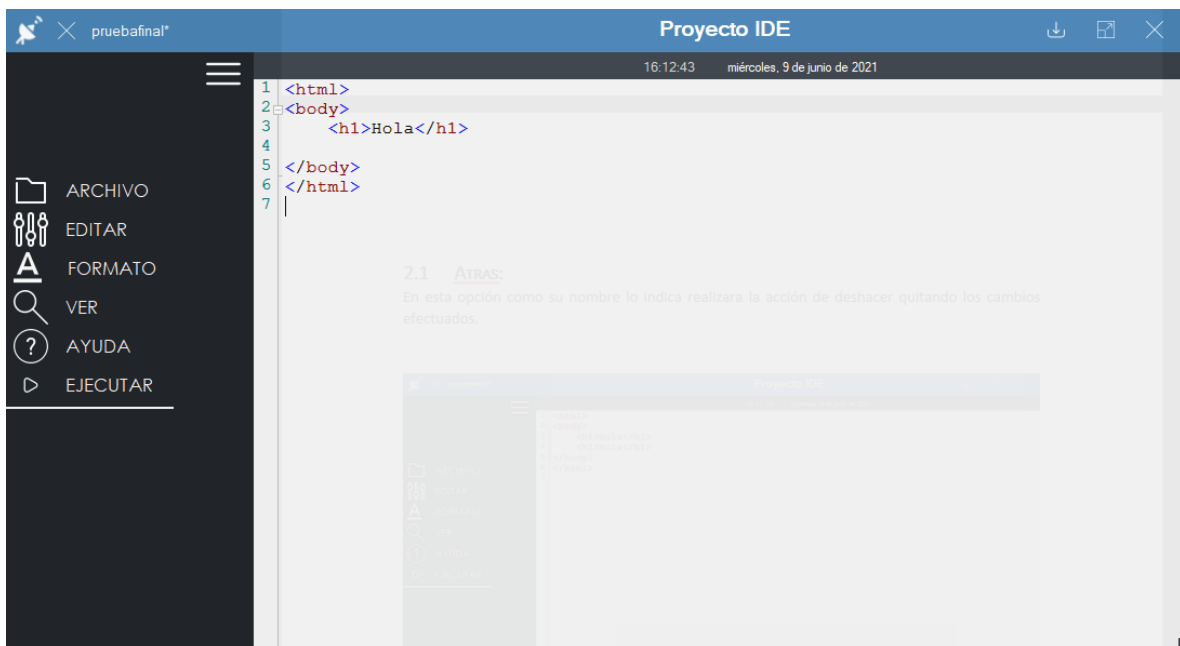 pruebafinal*
Proyecto IDE
16:12:43 miércoles, 9 de junio de 2021
1 <html>
2 <body>
3 <h1>Hola</h1>
4
5 </body>
6 </html>
7
ARCHIVO
EDITAR
FORMATO
VER
AYUDA
EJECUTAR
2.1 ATRAS:
En esta opción como su nombre lo indica realizara la acción de deshacer quitando los cambios
efectuados.
Proyecto IDE